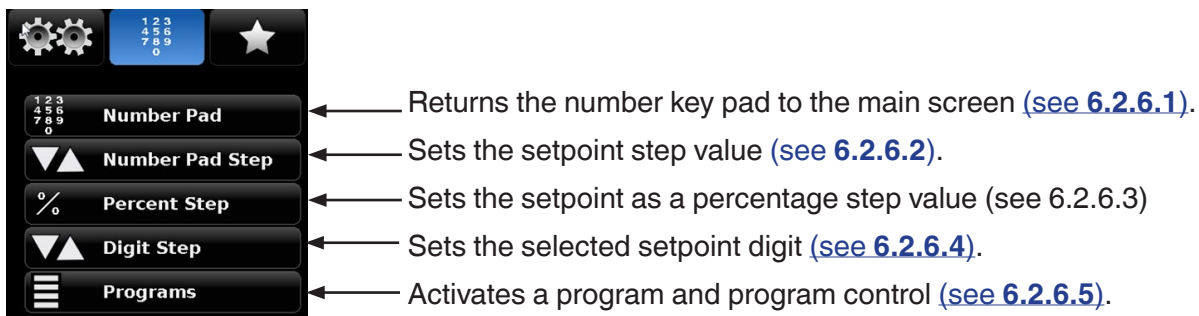 1 2 3
4 5 6
7 8 9
0
1 2 3
4 5 6
7 8 9
0
Number Pad
Returns the number key pad to the main screen (see 6.2.6.1).
Number Pad Step
Sets the setpoint step value (see 6.2.6.2).
% Percent Step
Sets the setpoint as a percentage step value (see 6.2.6.3)
Digit Step
Sets the selected setpoint digit (see 6.2.6.4).
Programs
Activates a program and program control (see 6.2.6.5).